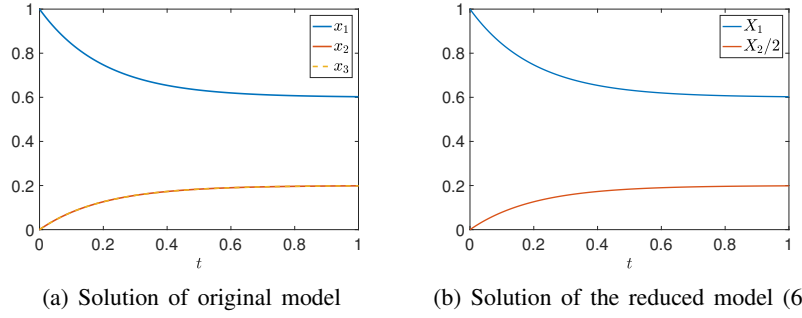 1
0.8
0.6
0.4
0.2
0
0 0.2 0.4 0.6 0.8 1
t
x₁
x₂
x₃
(a) Solution of original model
1
0.8
0.6
0.4
0.2
0
0 0.2 0.4 0.6 0.8 1
t
X₁
X₂/2
(b) Solution of the reduced model (6